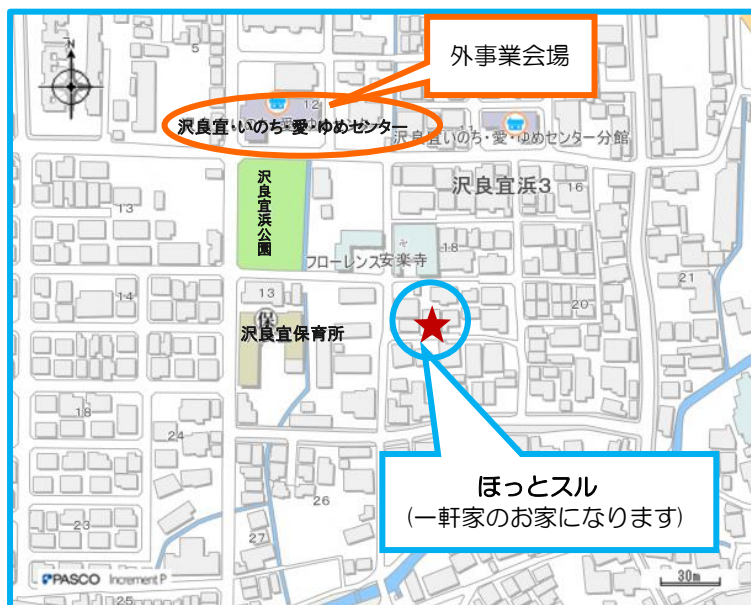 N
5
外事業会場
12
沢良宜・いのち・愛・ゆめセンター
沢良宜いのち・愛・ゆめセンター分館
沢良宜浜公園
沢良宜浜3
16
13
フローレンス安楽寺
18
21
14
13
保
20
沢良宜保育所
18
24
ほっとスル
(一軒家のお家になります)
26
23
27
25
PASCO Increment P
30m